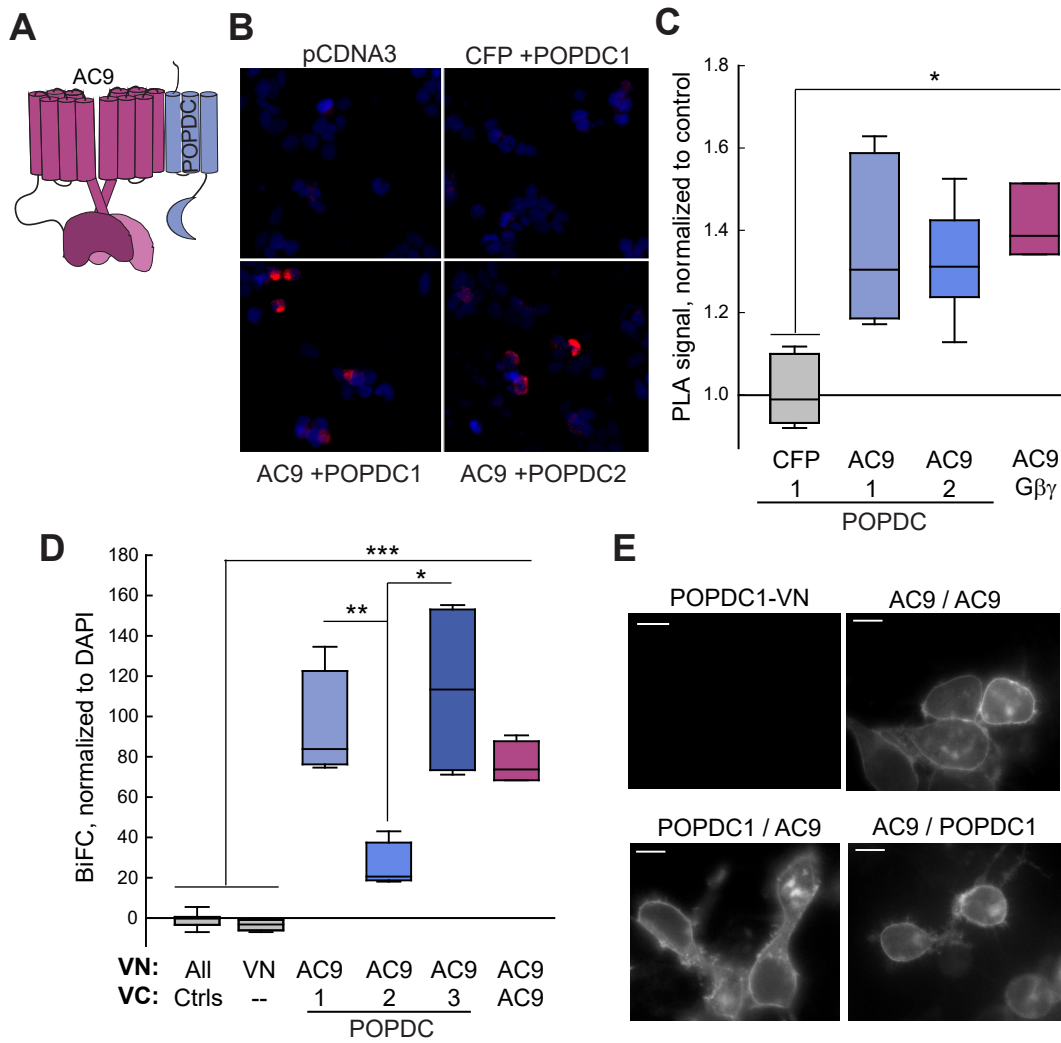 A
AC9
POPDC
B
pCDNA3
CFP +POPDC1
AC9 +POPDC1
AC9 +POPDC2
C
PLA signal, normalized to control
1.8
1.6
1.4
1.2
1.0
*
CFP AC9 AC9 AC9
1 1 2 Gβγ
POPDC
D
BiFC, normalized to DAPI
180
160
140
120
100
80
60
40
20
0
***
**
*
VN: All VN AC9 AC9 AC9 AC9
VC: Ctrls -- 1 2 3 AC9
POPDC
E
POPDC1-VN
AC9 / AC9
POPDC1 / AC9
AC9 / POPDC1